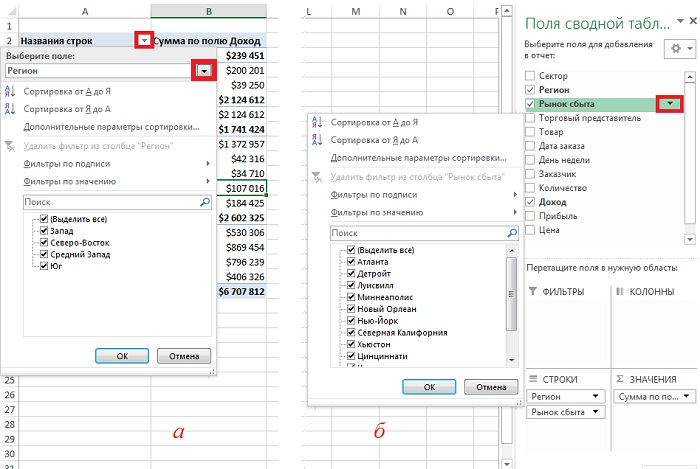 A B
1
2 Названия строк Сумма по полю Доход
Выберите поле:
Регион
Сортировка от А до Я
Сортировка от Я до А
Дополнительные параметры сортировки...
Удалить фильтр из столбца "Регион"
Фильтры по подписи
Фильтры по значению
Поиск
(Выделить все)
Запад
Северо-Восток
Средний Запад
Юг
ОК Отмена
$239 451
$200 201
$39 250
$2 124 612
$2 124 612
$1 741 424
$1 372 957
$42 316
$34 710
$107 016
$184 425
$2 602 325
$530 306
$869 454
$796 239
$406 326
$6 707 812
25
26
27
28
29
30
31
а
L M N O P
Сортировка от А до Я
Сортировка от Я до А
Дополнительные параметры сортировки...
Удалить фильтр из столбца "Рынок сбыта"
Фильтры по подписи
Фильтры по значению
Поиск
(Выделить все)
Атланта
Детройт
Луисвилл
Миннеаполис
Новый Орлеан
Нью-Йорк
Северная Калифорния
Хьюстон
Цинциннати
ОК Отмена
б
Поля сводной табл...
Выберите поля для добавления
в отчет:
Сектор
Регион
Рынок сбыта
Торговый представитель
Товар
Дата заказа
День недели
Заказчик
Количество
Доход
Прибыль
Цена
Перетащите поля в нужную область:
ФИЛЬТРЫ КОЛОННЫ
СТРОКИ Σ ЗНАЧЕНИЯ
Регион Сумма по по...
Рынок сбыта